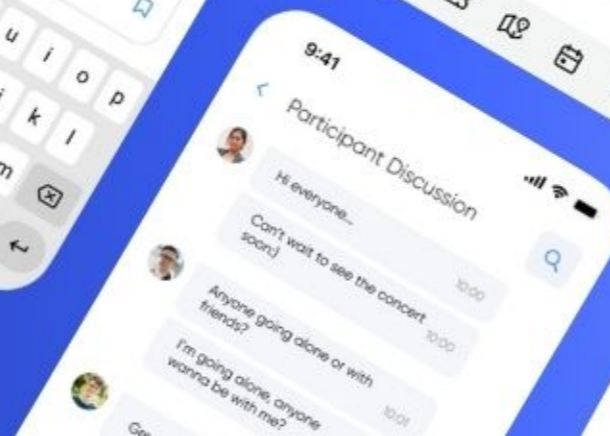 u i o p
k l
m
9:41
Participant Discussion
Hi everyone...
10:00
Can't wait to see the concert
soon:)
10:00
Anyone going alone or with
friends?
10:01
I'm going alone, anyone
wanna be with me?